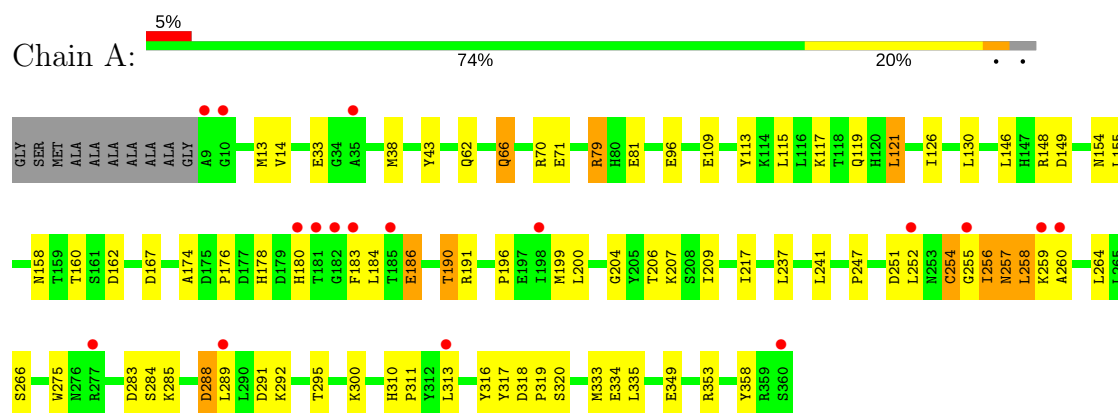 5%
Chain A:
74% 20% • •
GLY SER MET ALA ALA ALA ALA ALA ALA GLY A9 G10 M13 V14 E33 G34 A35 M38 Y43 Q62 Q66 R70 E71 R79 H80 E81 E96 E109 Y113 K114 L115 L116 K117 T118 Q119 H120 L121 I126 L130 L146 H147 R148 D149 N154 L155
N158 T159 T160 S161 D162 D167 A174 D175 P176 D177 H178 D179 H180 T181 G182 F183 L184 T185 E186 T190 R191 P196 E197 I198 M199 L200 G204 Y205 T206 K207 S208 I209 I217 L237 L241 P247 D251 L252 N253 C254 G255 I256 N257 L258 K259 A260 L264 L265
S266 W275 N276 R277 D283 S284 K285 D288 L289 L290 D291 K292 T295 K300 H310 P311 Y312 L313 Y316 Y317 D318 P319 S320 M333 E334 L335 E349 R353 Y358 R359 S360